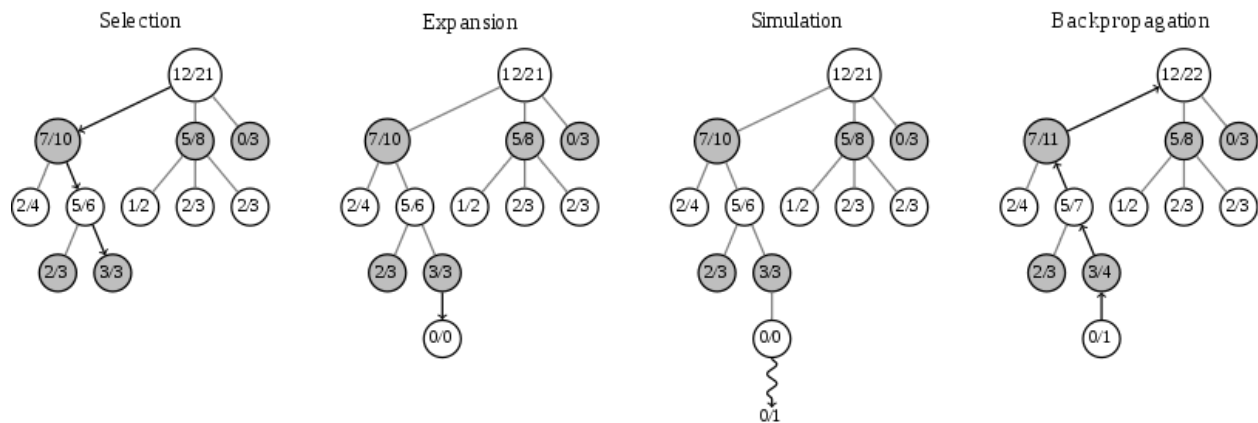 Selection Expansion Simulation Backpropagation
12/21 12/21 12/21 12/22
7/10 5/8 0/3 7/10 5/8 0/3 7/10 5/8 0/3 7/11 5/8 0/3
2/4 5/6 1/2 2/3 2/3 2/4 5/6 1/2 2/3 2/3 2/4 5/6 1/2 2/3 2/3 2/4 5/7 1/2 2/3 2/3
2/3 3/3 2/3 3/3 2/3 3/3 2/3 3/4
0/0 0/0 0/1
0/1